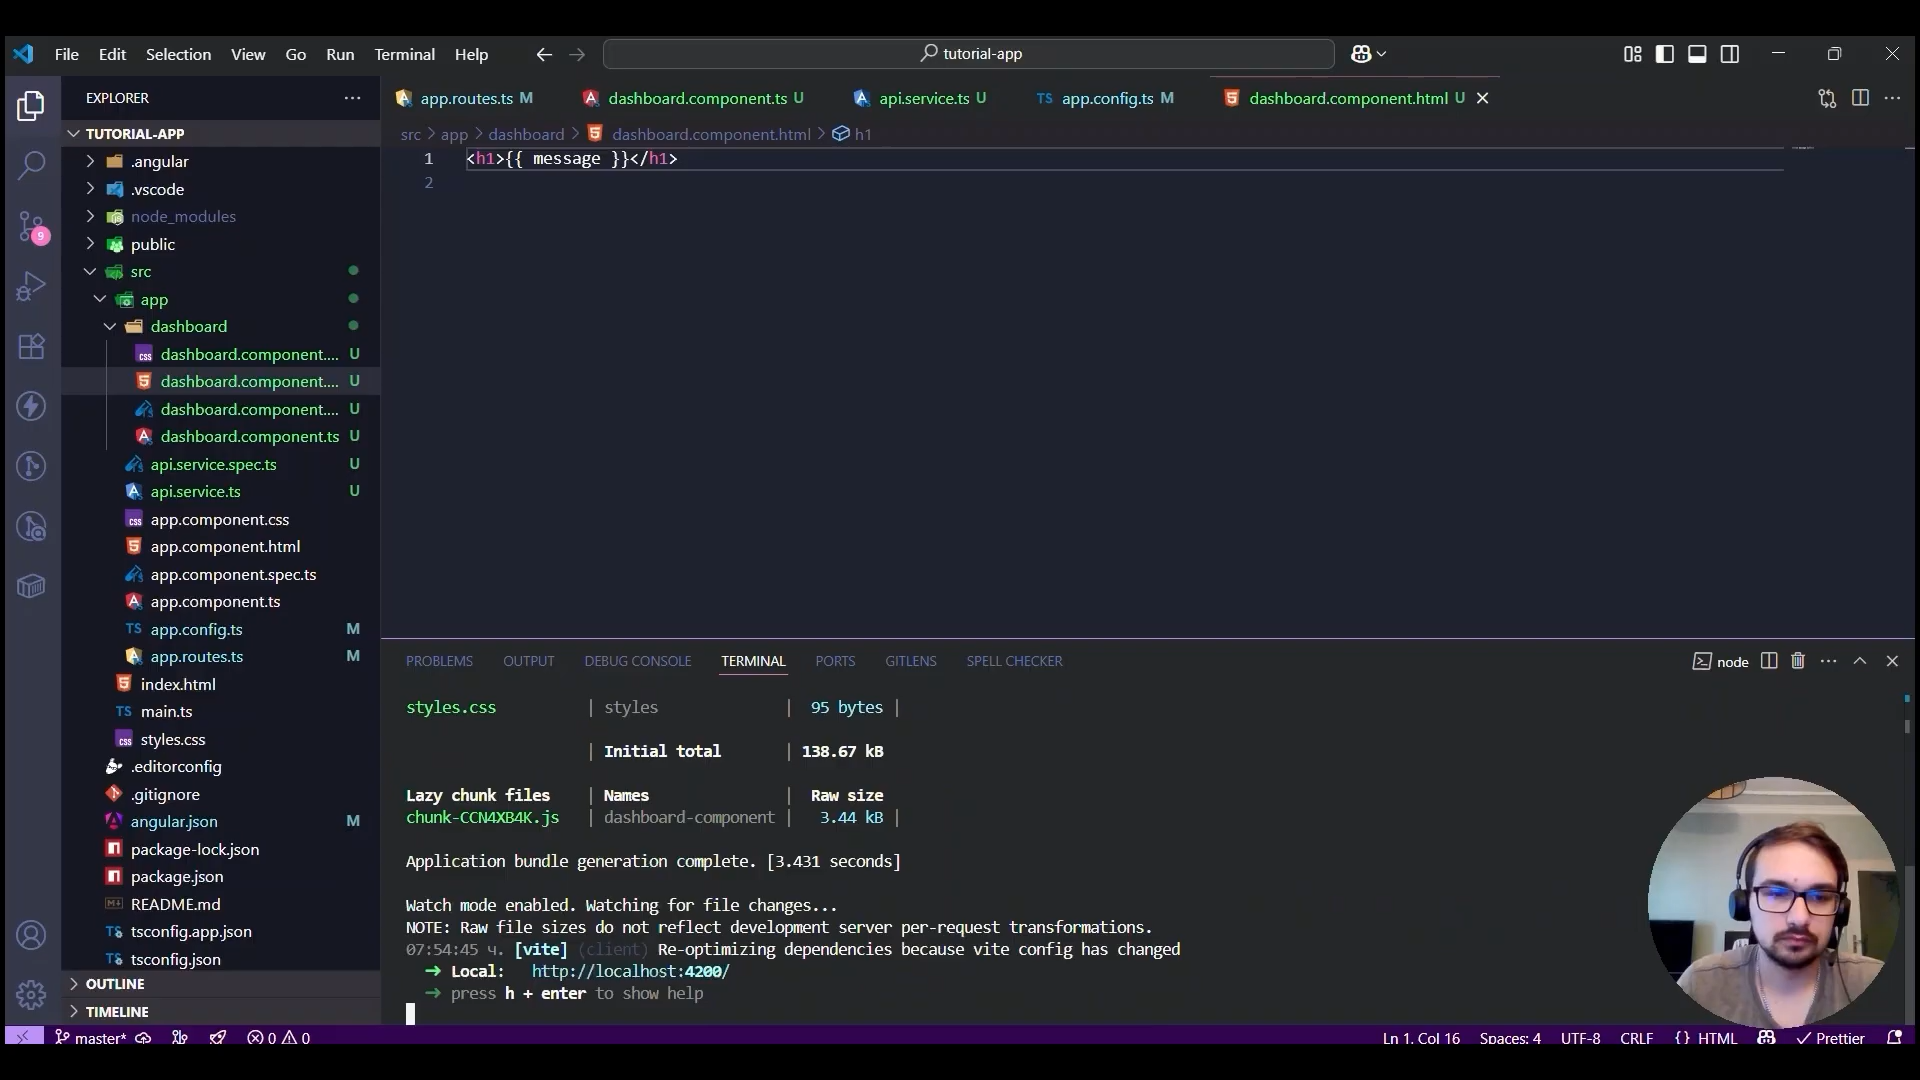 File Edit Selection View Go Run Terminal Help
tutorial-app
EXPLORER
TUTORIAL-APP
.angular
.vscode
node_modules
public
src
app
dashboard
dashboard.component.... U
dashboard.component.... U
dashboard.component.... U
dashboard.component.ts U
api.service.spec.ts U
api.service.ts U
app.component.css
app.component.html
app.component.spec.ts
app.component.ts
app.config.ts M
app.routes.ts M
index.html
main.ts
styles.css
.editorconfig
.gitignore
angular.json M
package-lock.json
package.json
README.md
tsconfig.app.json
tsconfig.json
OUTLINE
TIMELINE
9
app.routes.ts M dashboard.component.ts U api.service.ts U app.config.ts M dashboard.component.html U
src > app > dashboard > dashboard.component.html > h1
1 <h1>{{ message }}</h1>
2
PROBLEMS OUTPUT DEBUG CONSOLE TERMINAL PORTS GITLENS SPELL CHECKER
node
styles.css | styles | 95 bytes |
| Initial total | 138.67 kB
Lazy chunk files | Names | Raw size
chunk-CCN4XB4K.js | dashboard-component | 3.44 kB |
Application bundle generation complete. [3.431 seconds]
Watch mode enabled. Watching for file changes...
NOTE: Raw file sizes do not reflect development server per-request transformations.
07:54:45 ч. [vite] (client) Re-optimizing dependencies because vite config has changed
➜ Local: http://localhost:4200/
➜ press h + enter to show help
master* 0 0
Ln 1, Col 16 Spaces: 4 UTF-8 CRLF {} HTML Prettier